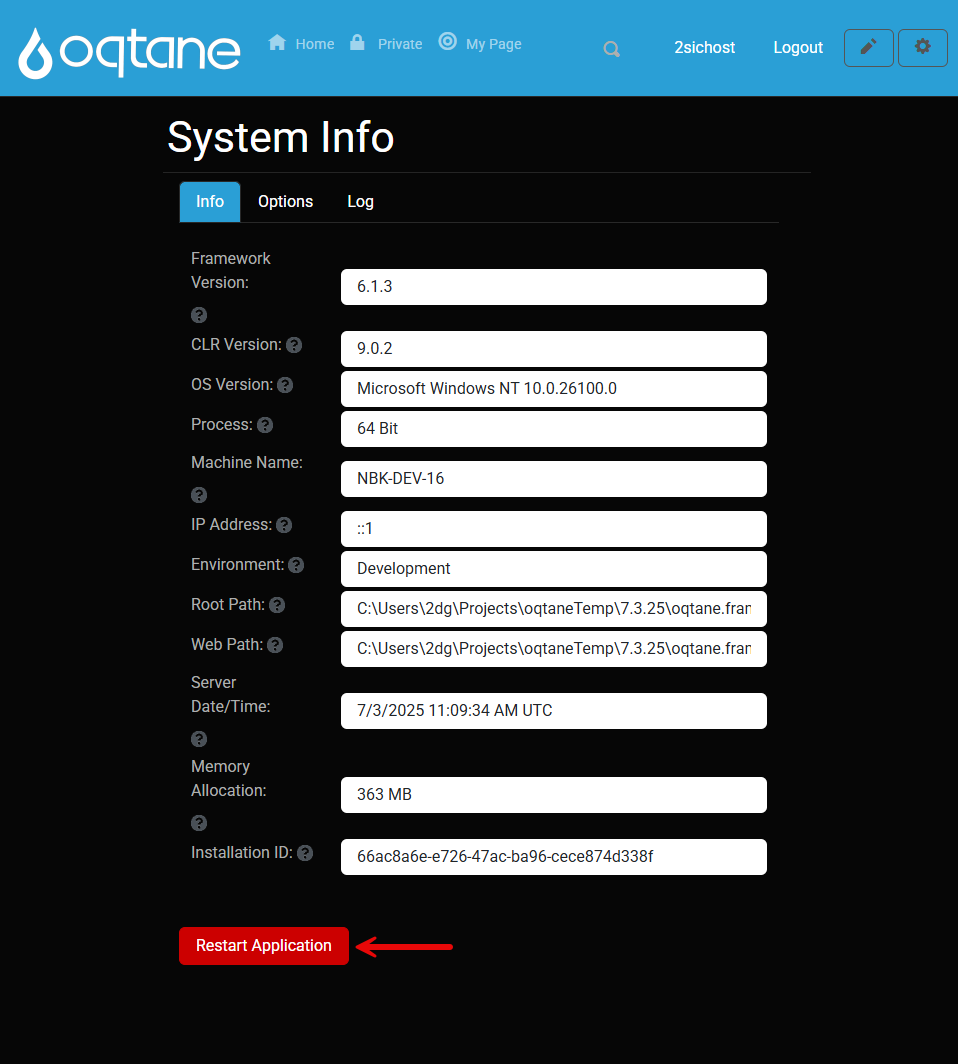 oqtane
Home Private My Page 2sichost Logout
System Info
Info Options Log
Framework
Version:
6.1.3
?
CLR Version: ? 9.0.2
OS Version: ? Microsoft Windows NT 10.0.26100.0
Process: ? 64 Bit
Machine Name:
NBK-DEV-16
?
IP Address: ? ::1
Environment: ? Development
Root Path: ? C:\Users\2dg\Projects\oqtaneTemp\7.3.25\oqtane.fran
Web Path: ? C:\Users\2dg\Projects\oqtaneTemp\7.3.25\oqtane.fran
Server
Date/Time:
7/3/2025 11:09:34 AM UTC
?
Memory
Allocation:
363 MB
?
Installation ID: ? 66ac8a6e-e726-47ac-ba96-cece874d338f
Restart Application